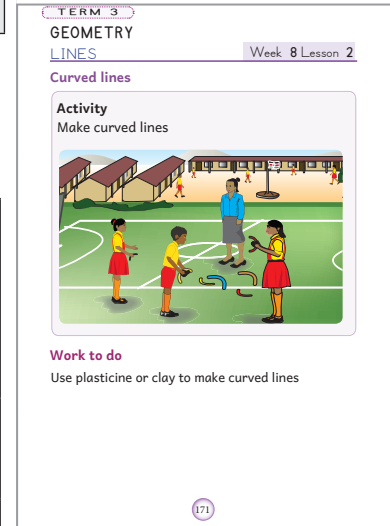 TERM 3
GEOMETRY
LINES
Week 8 Lesson 2
Curved lines
Activity
Make curved lines
Work to do
Use plasticine or clay to make curved lines
171